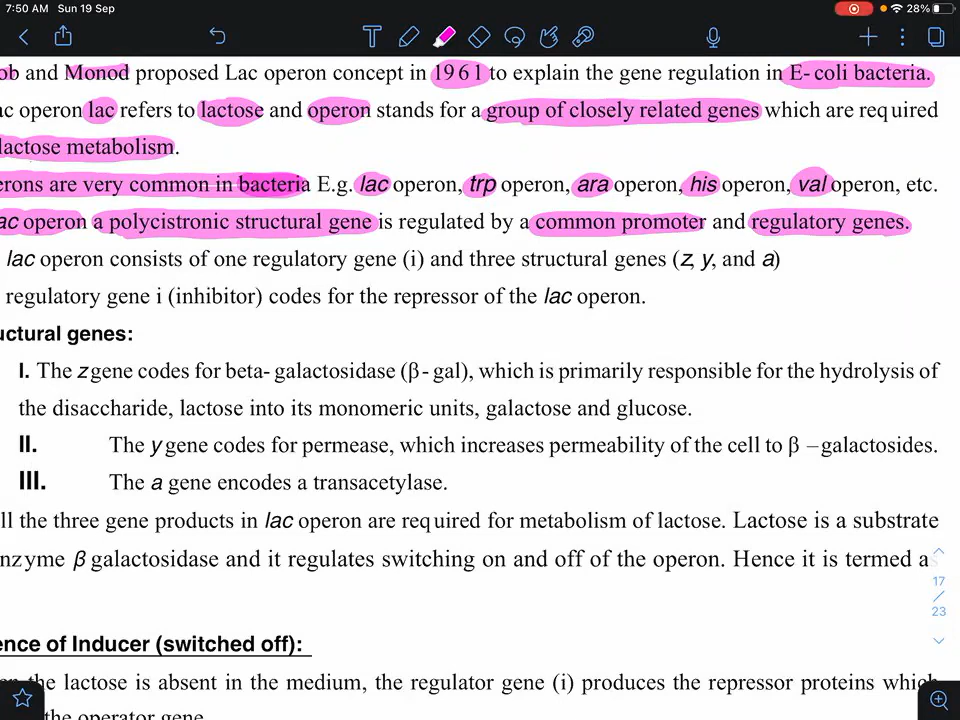 7:50 AM Sun 19 Sep
28%
ob and Monod proposed Lac operon concept in 1961 to explain the gene regulation in E- coli bacteria.
ac operon lac refers to lactose and operon stands for a group of closely related genes which are required
lactose metabolism.
erons are very common in bacteria E.g. lac operon, trp operon, ara operon, his operon, val operon, etc.
ac operon a polycistronic structural gene is regulated by a common promoter and regulatory genes.
lac operon consists of one regulatory gene (i) and three structural genes (z, y, and a)
regulatory gene i (inhibitor) codes for the repressor of the lac operon.
uctural genes:
I. The z gene codes for beta- galactosidase (β- gal), which is primarily responsible for the hydrolysis of
the disaccharide, lactose into its monomeric units, galactose and glucose.
II. The y gene codes for permease, which increases permeability of the cell to β –galactosides.
III. The a gene encodes a transacetylase.
ll the three gene products in lac operon are required for metabolism of lactose. Lactose is a substrate
nzyme β galactosidase and it regulates switching on and off of the operon. Hence it is termed as
17
/
23
ence of Inducer (switched off):
the lactose is absent in the medium, the regulator gene (i) produces the repressor proteins which
the operator gene